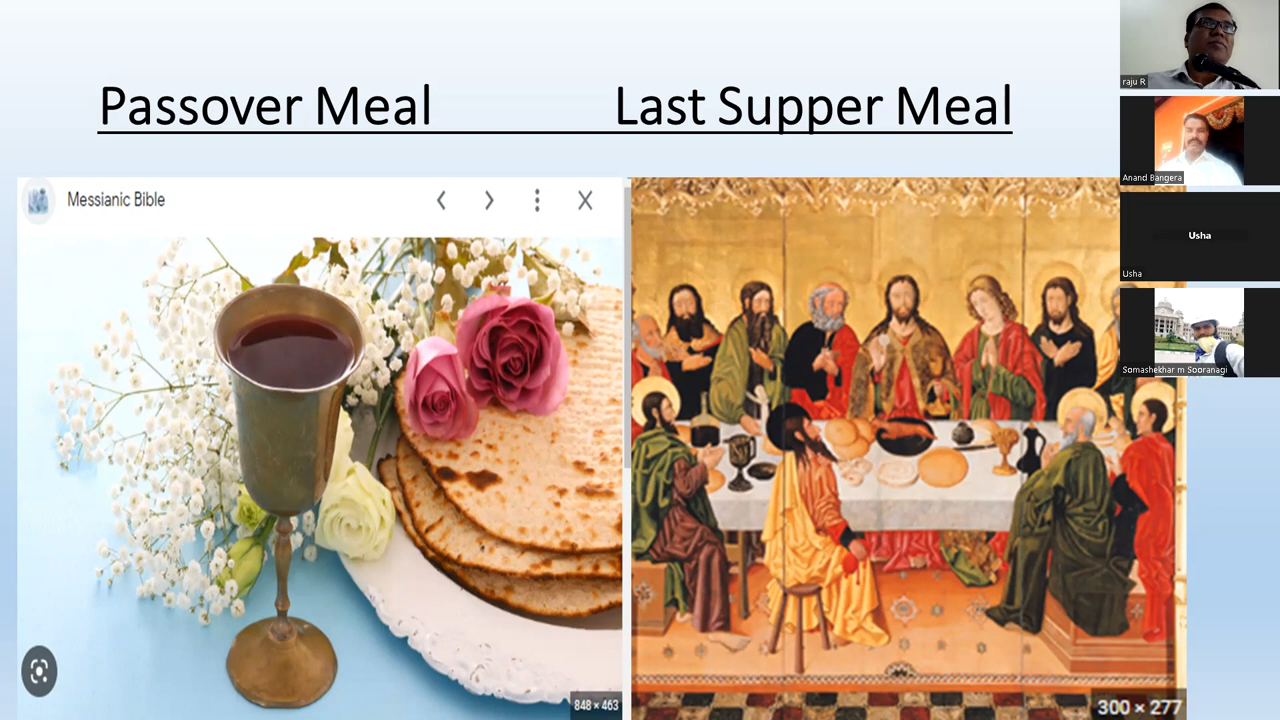 Passover Meal Last Supper Meal
Messianic Bible
848 × 463
300 × 277
raju R
Anand Bangera
Usha
Usha
Somashekhar m Sooranagi